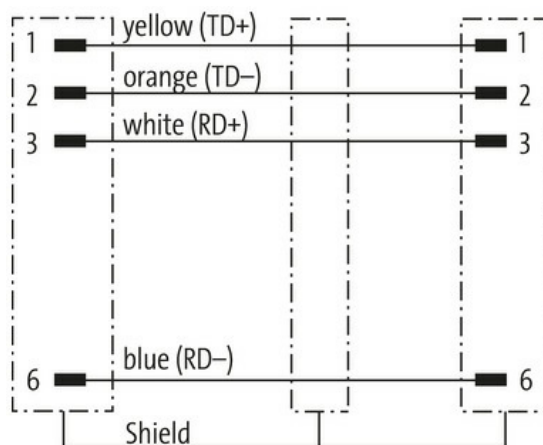 1 yellow (TD+) 1
2 orange (TD–) 2
3 white (RD+) 3
6 blue (RD–) 6
Shield